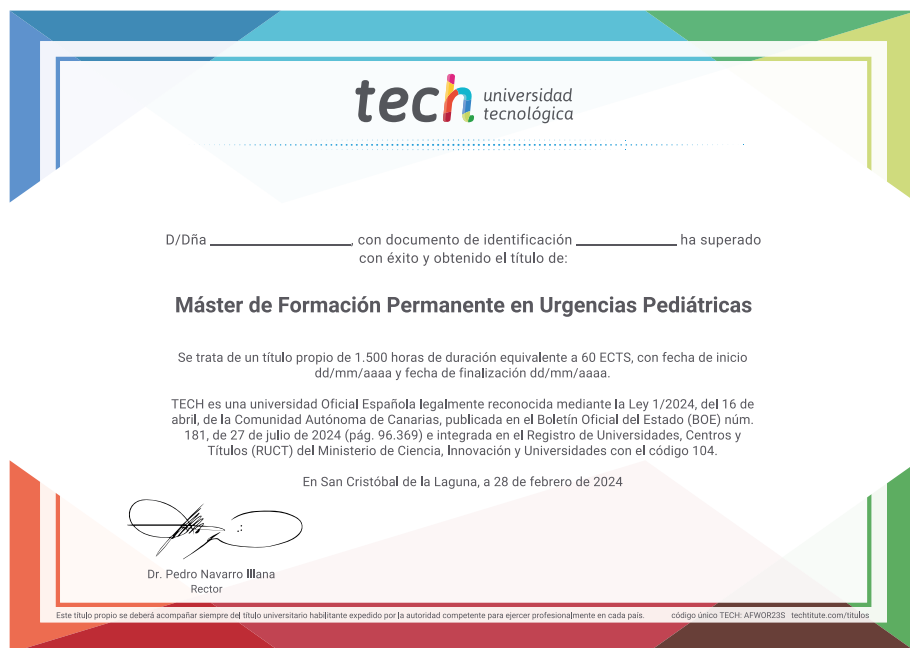 tech universidad
tecnológica
D/Dña ____________________, con documento de identificación ______________ ha superado
con éxito y obtenido el título de:
Máster de Formación Permanente en Urgencias Pediátricas
Se trata de un título propio de 1.500 horas de duración equivalente a 60 ECTS, con fecha de inicio
dd/mm/aaaa y fecha de finalización dd/mm/aaaa.
TECH es una universidad Oficial Española legalmente reconocida mediante la Ley 1/2024, del 16 de
abril, de la Comunidad Autónoma de Canarias, publicada en el Boletín Oficial del Estado (BOE) núm.
181, de 27 de julio de 2024 (pág. 96.369) e integrada en el Registro de Universidades, Centros y
Títulos (RUCT) del Ministerio de Ciencia, Innovación y Universidades con el código 104.
En San Cristóbal de la Laguna, a 28 de febrero de 2024
Dr. Pedro Navarro Illana
Rector
Este título propio se deberá acompañar siempre del título universitario habilitante expedido por la autoridad competente para ejercer profesionalmente en cada país. código único TECH: AFWOR23S techtitute.com/titulos